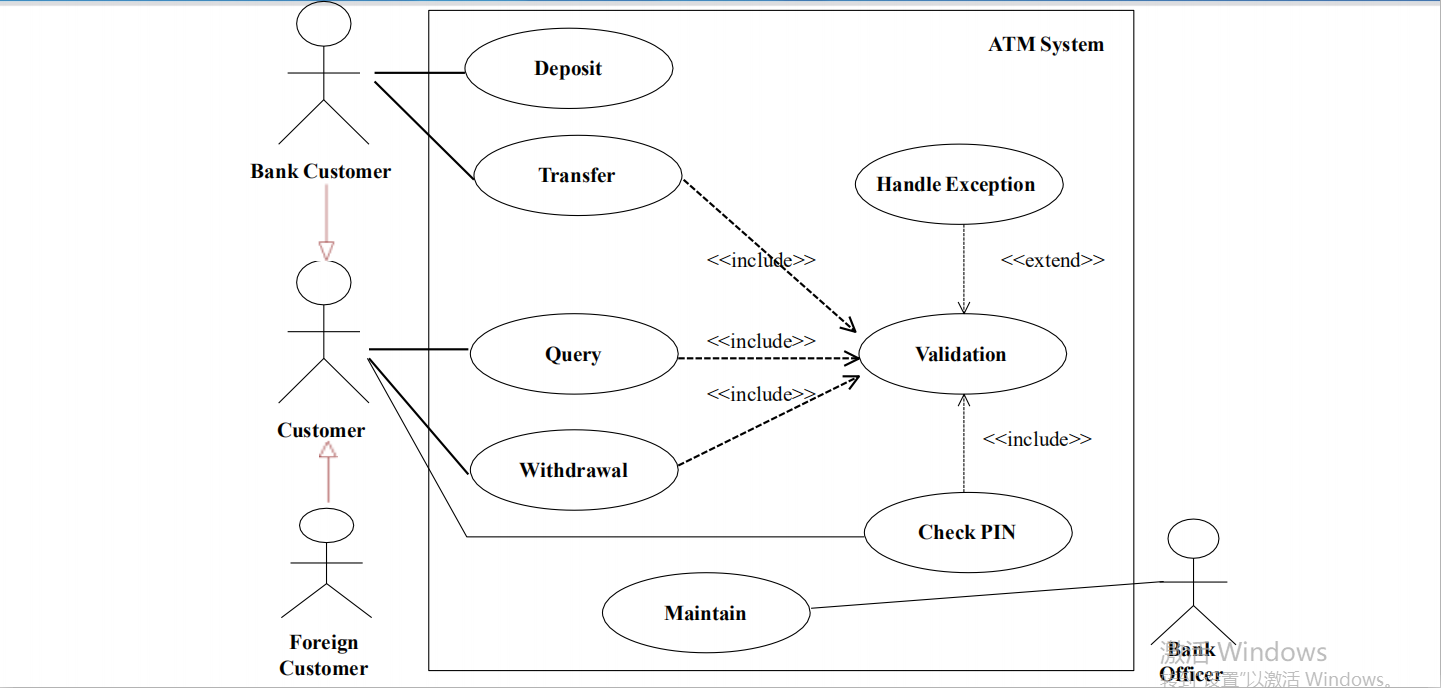 ATM System
Deposit
Bank Customer
Transfer
Handle Exception
<<include>>
<<extend>>
Query
<<include>>
Validation
<<include>>
Customer
Withdrawal
<<include>>
Check PIN
Maintain
Foreign
Customer
Bank
Officer
激活 Windows
转到"设置"以激活 Windows。